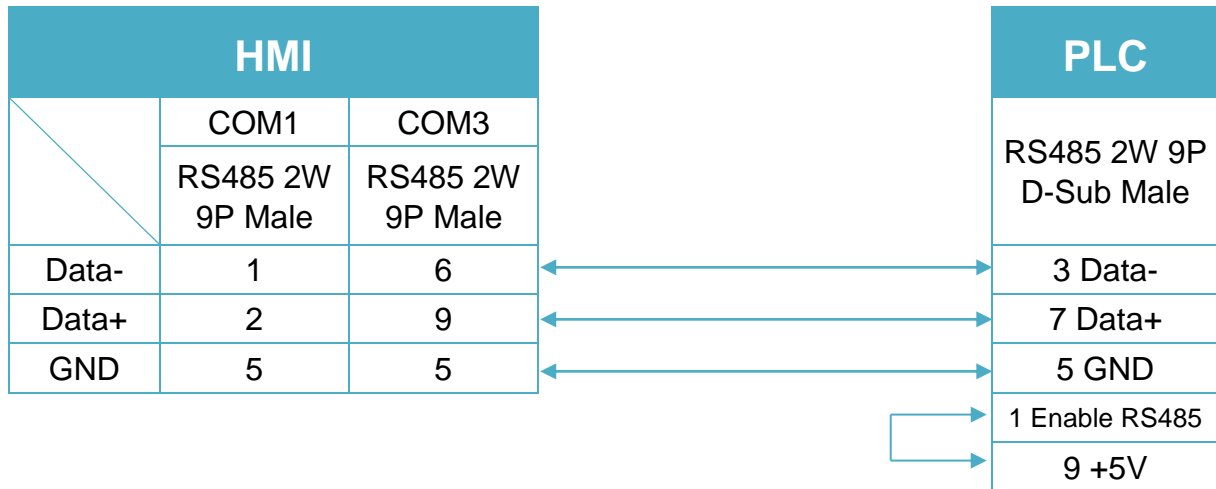 HMI
PLC
COM1
COM3
RS485 2W
9P Male
RS485 2W
9P Male
RS485 2W 9P
D-Sub Male
Data-
1
6
3 Data-
Data+
2
9
7 Data+
GND
5
5
5 GND
1 Enable RS485
9 +5V